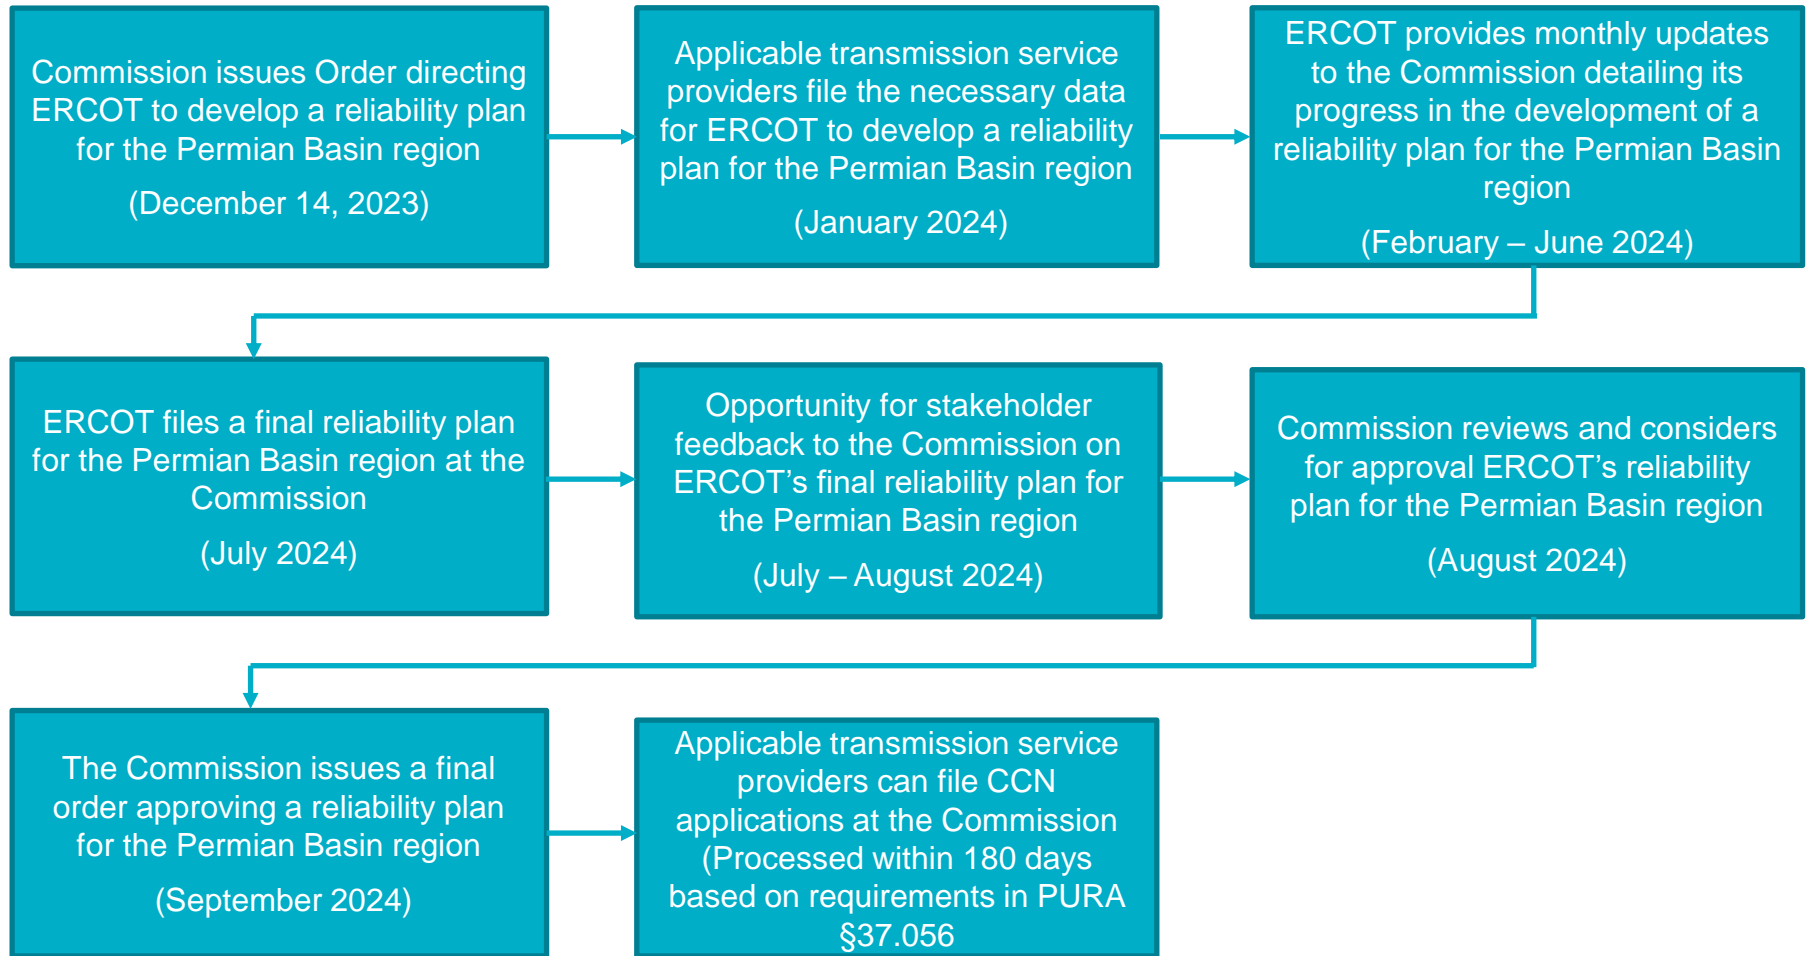 Commission issues Order directing
ERCOT to develop a reliability plan
for the Permian Basin region
(December 14, 2023)
Applicable transmission service
providers file the necessary data
for ERCOT to develop a reliability
plan for the Permian Basin region
(January 2024)
ERCOT provides monthly updates
to the Commission detailing its
progress in the development of a
reliability plan for the Permian Basin
region
(February – June 2024)
ERCOT files a final reliability plan
for the Permian Basin region at the
Commission
(July 2024)
Opportunity for stakeholder
feedback to the Commission on
ERCOT’s final reliability plan for
the Permian Basin region
(July – August 2024)
Commission reviews and considers
for approval ERCOT’s reliability
plan for the Permian Basin region
(August 2024)
The Commission issues a final
order approving a reliability plan
for the Permian Basin region
(September 2024)
Applicable transmission service
providers can file CCN
applications at the Commission
(Processed within 180 days
based on requirements in PURA
§37.056